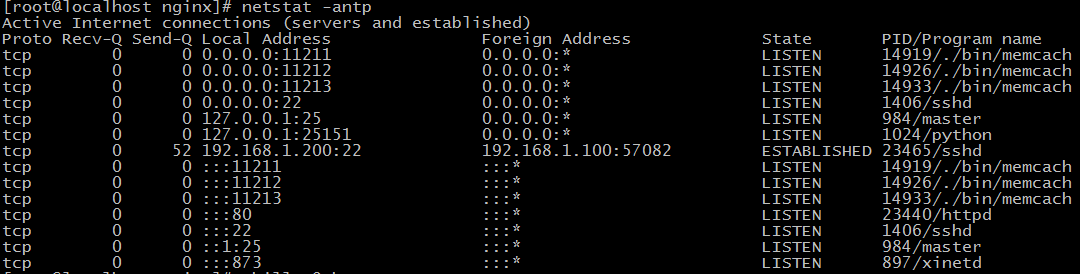 [root@localhost nginx]# netstat -antp
Active Internet connections (servers and established)
Proto Recv-Q Send-Q Local Address Foreign Address State PID/Program name
tcp 0 0 0.0.0.0:11211 0.0.0.0:* LISTEN 14919/./bin/memcach
tcp 0 0 0.0.0.0:11212 0.0.0.0:* LISTEN 14926/./bin/memcach
tcp 0 0 0.0.0.0:11213 0.0.0.0:* LISTEN 14933/./bin/memcach
tcp 0 0 0.0.0.0:22 0.0.0.0:* LISTEN 1406/sshd
tcp 0 0 127.0.0.1:25 0.0.0.0:* LISTEN 984/master
tcp 0 0 127.0.0.1:25151 0.0.0.0:* LISTEN 1024/python
tcp 0 52 192.168.1.200:22 192.168.1.100:57082 ESTABLISHED 23465/sshd
tcp 0 0 :::11211 :::* LISTEN 14919/./bin/memcach
tcp 0 0 :::11212 :::* LISTEN 14926/./bin/memcach
tcp 0 0 :::11213 :::* LISTEN 14933/./bin/memcach
tcp 0 0 :::80 :::* LISTEN 23440/httpd
tcp 0 0 :::22 :::* LISTEN 1406/sshd
tcp 0 0 ::1:25 :::* LISTEN 984/master
tcp 0 0 :::873 :::* LISTEN 897/xinetd